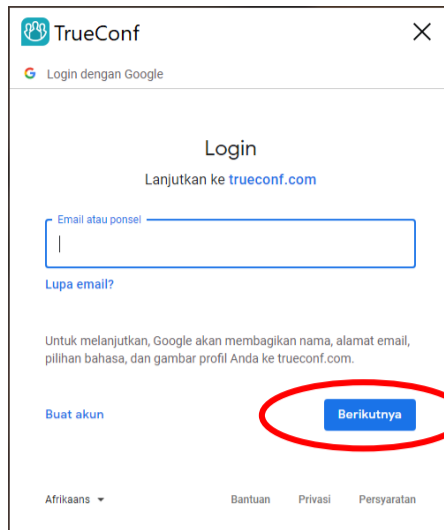 TrueConf
Login dengan Google
Login
Lanjutkan ke trueconf.com
Email atau ponsel
Lupa email?
Untuk melanjutkan, Google akan membagikan nama, alamat email,
pilihan bahasa, dan gambar profil Anda ke trueconf.com.
Buat akun
Berikutnya
Afrikaans
Bantuan
Privasi
Persyaratan